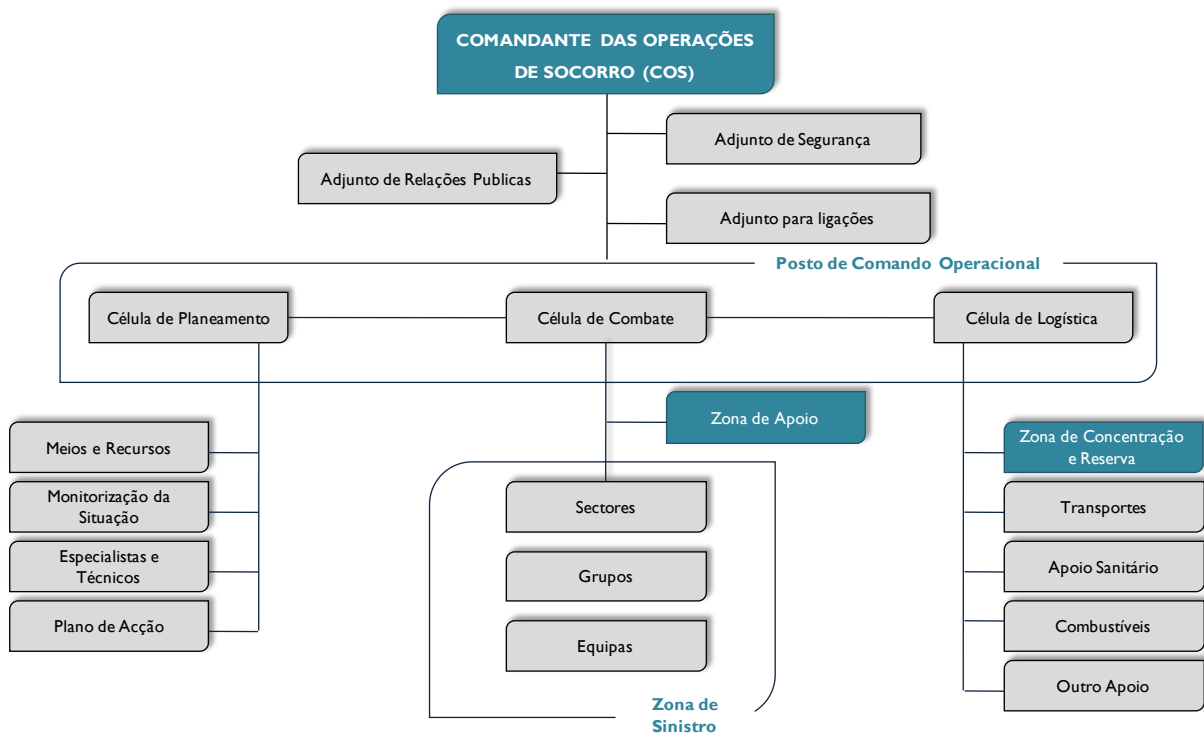 COMANDANTE DAS OPERAÇÕES
DE SOCORRO (COS)
Adjunto de Segurança
Adjunto de Relações Publicas
Adjunto para ligações
Posto de Comando Operacional
Célula de Planeamento
Célula de Combate
Célula de Logística
Zona de Apoio
Meios e Recursos
Monitorização da
Situação
Especialistas e
Técnicos
Plano de Acção
Sectores
Grupos
Equipas
Zona de
Sinistro
Zona de Concentração
e Reserva
Transportes
Apoio Sanitário
Combustíveis
Outro Apoio